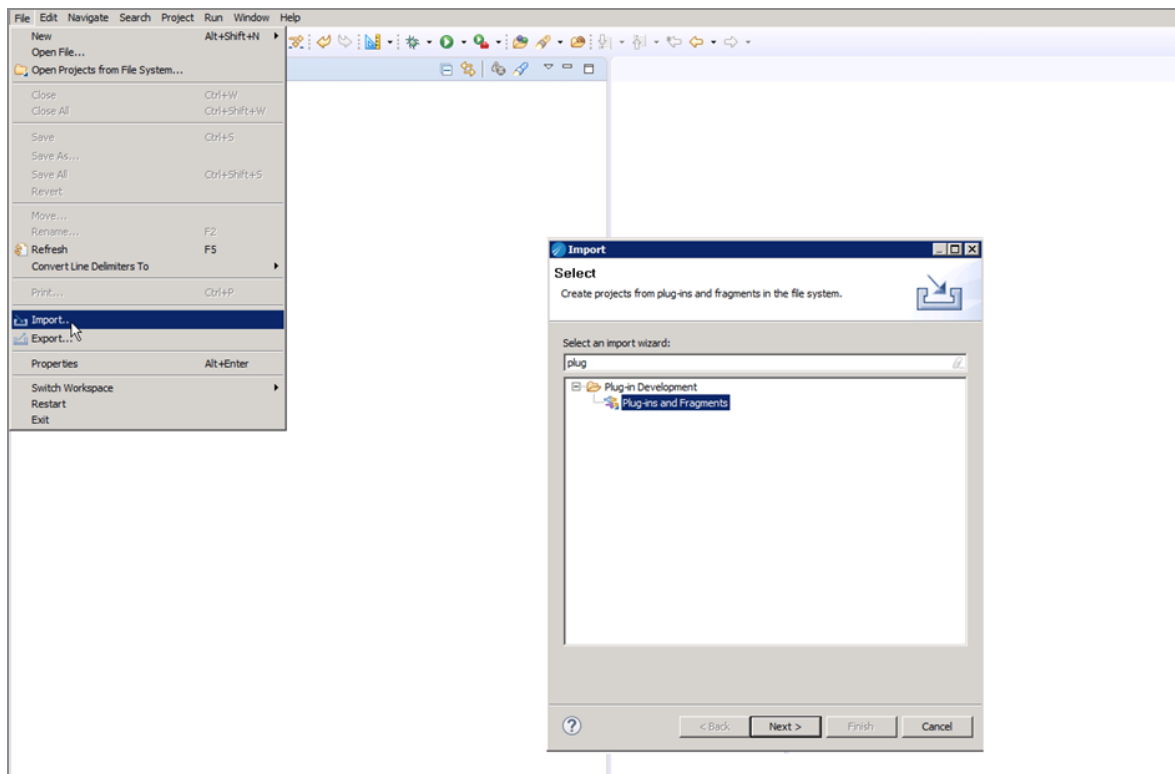 File Edit Navigate Search Project Run Window Help
New Alt+Shift+N
Open File...
Open Projects from File System...
Close Ctrl+W
Close All Ctrl+Shift+W
Save Ctrl+S
Save As...
Save All Ctrl+Shift+S
Revert
Move...
Rename... F2
Refresh F5
Convert Line Delimiters To
Print... Ctrl+P
Import...
Export...
Properties Alt+Enter
Switch Workspace
Restart
Exit
Import
Select
Create projects from plug-ins and fragments in the file system.
Select an import wizard:
plug
Plug-in Development
Plug-ins and Fragments
? < Back Next > Finish Cancel